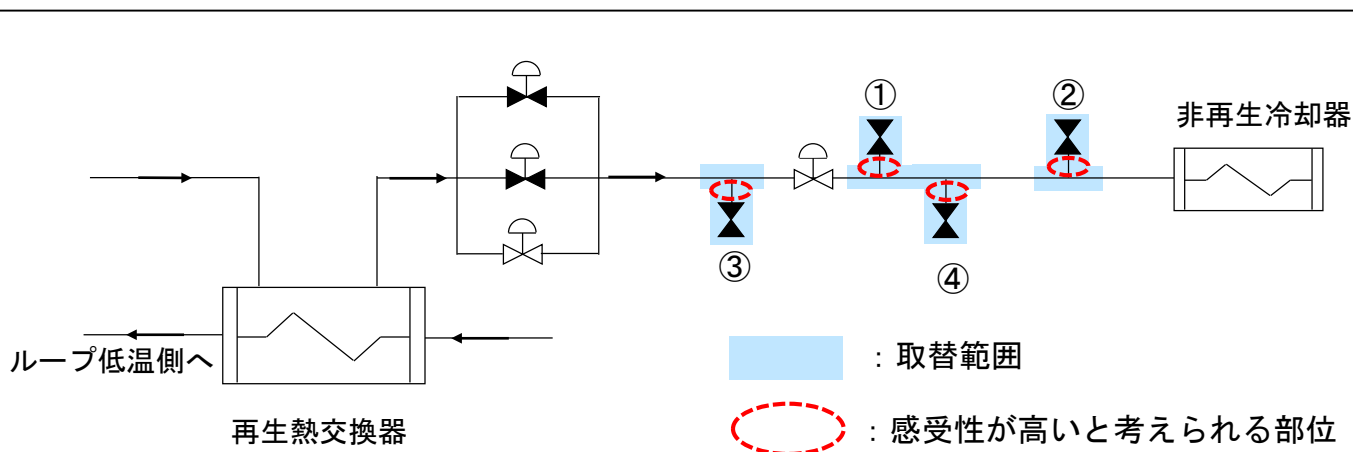 ① ②
非再生冷却器
③ ④
ループ低温側へ
再生熱交換器
：取替範囲
：感受性が高いと考えられる部位